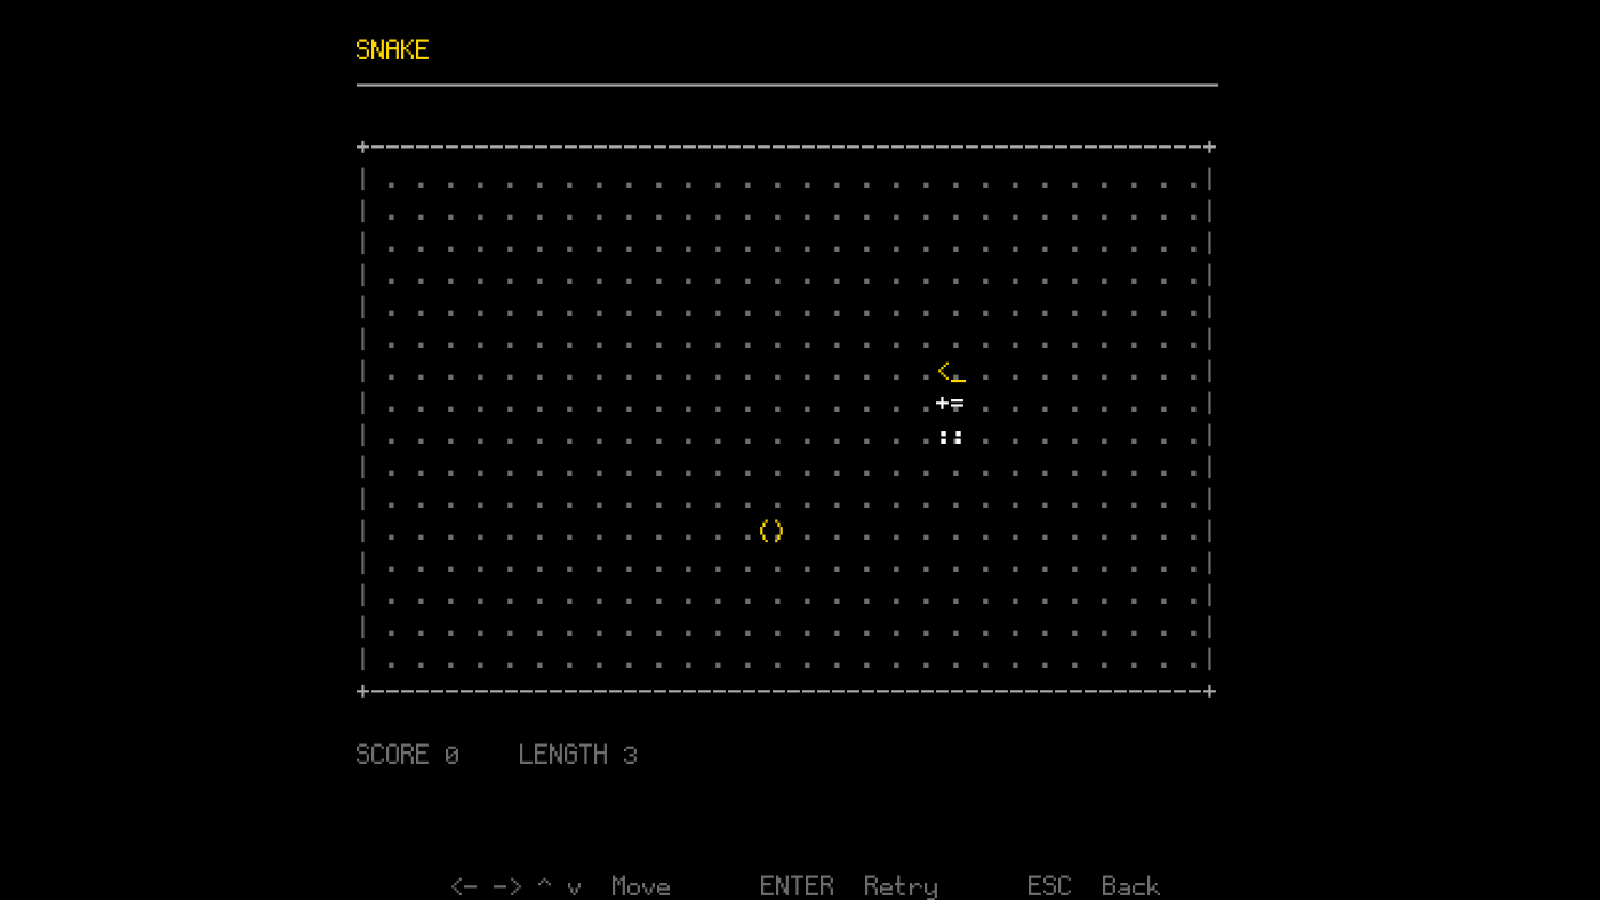 SNAKE
<_
+=
::
()
SCORE 0    LENGTH 3
<- -> ^ v  Move      ENTER  Retry      ESC  Back